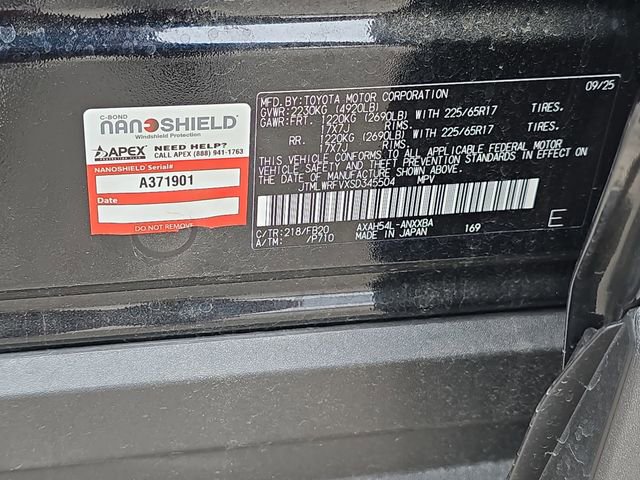 C-BOND
NANOSHIELD
Windshield Protection
APEX
NEED HELP?
CALL APEX (888) 941-1763
NANOSHIELD Serial#
A371901
Date
MFD.BY:TOYOTA MOTOR CORPORATION 09/25
GVWR:2230KG (4920LB)
GAWR:FRT. 1220KG (2690LB) WITH 225/65R17 TIRES.
17X7J RIMS
RR. 1220KG (2690LB) WITH 225/65R17 TIRES.
17X7J RIMS
THIS VEHICLE CONFORMS TO ALL APPLICABLE FEDERAL MOTOR
VEHICLE SAFETY AND THEFT PREVENTION STANDARDS IN EFFECT
ON THE DATE OF MANUFACTURE SHOWN ABOVE.
JTMLWRFVXSD345504 MPV
C/TR:218/FB20 AXAH54L-ANXXBA 169 E
A/TM: /P710 MADE IN JAPAN